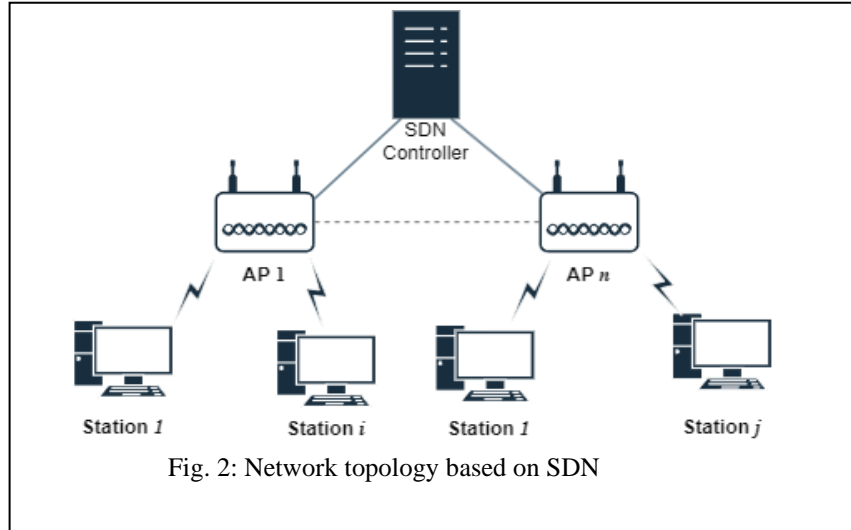 SDN
Controller
AP 1
AP n
Station 1
Station i
Station 1
Station j
Fig. 2: Network topology based on SDN